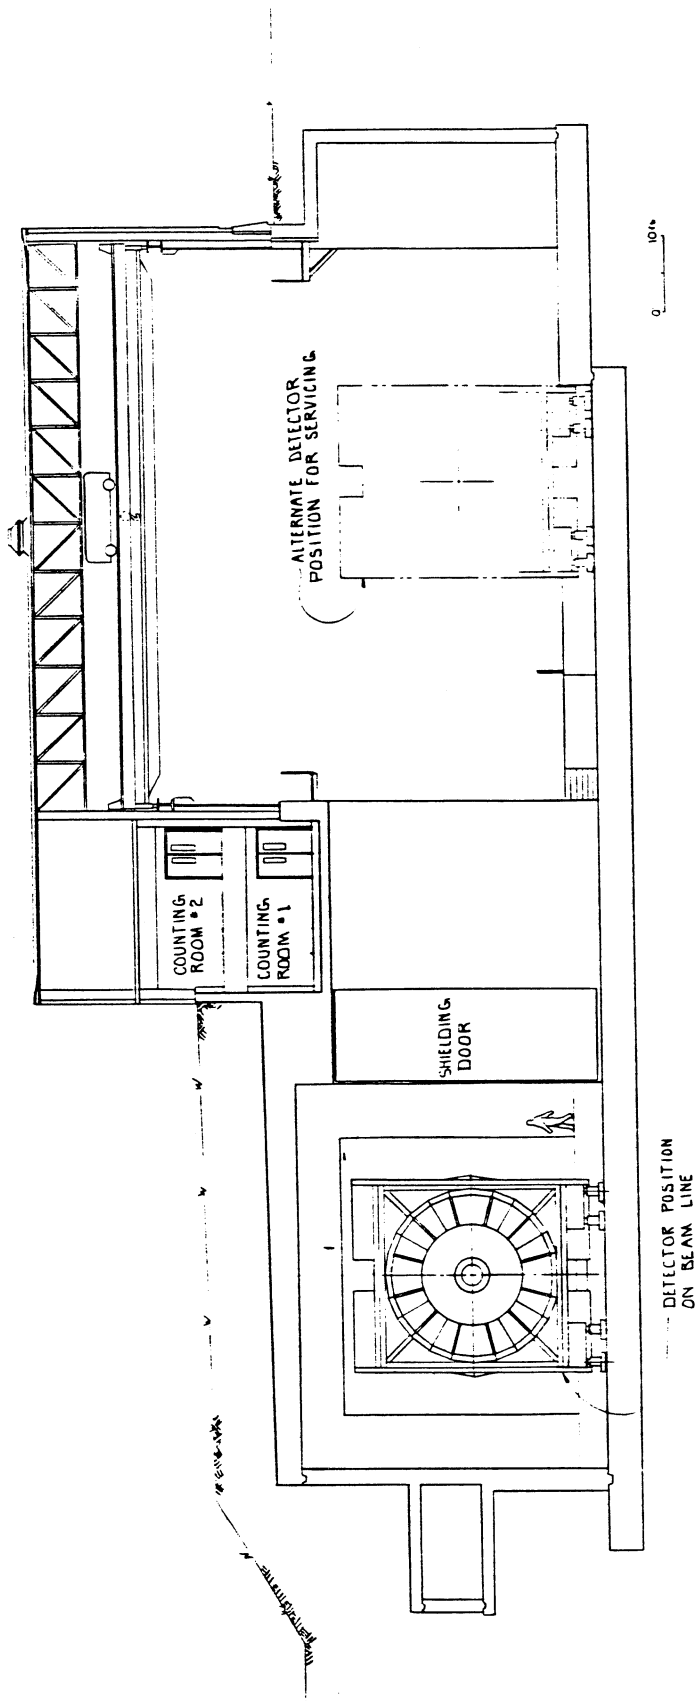 COUNTING
ROOM #2
COUNTING
ROOM #1
SHIELDING
DOOR
ALTERNATE DETECTOR
POSITION FOR SERVICING
DETECTOR POSITION
ON BEAM LINE
0 10